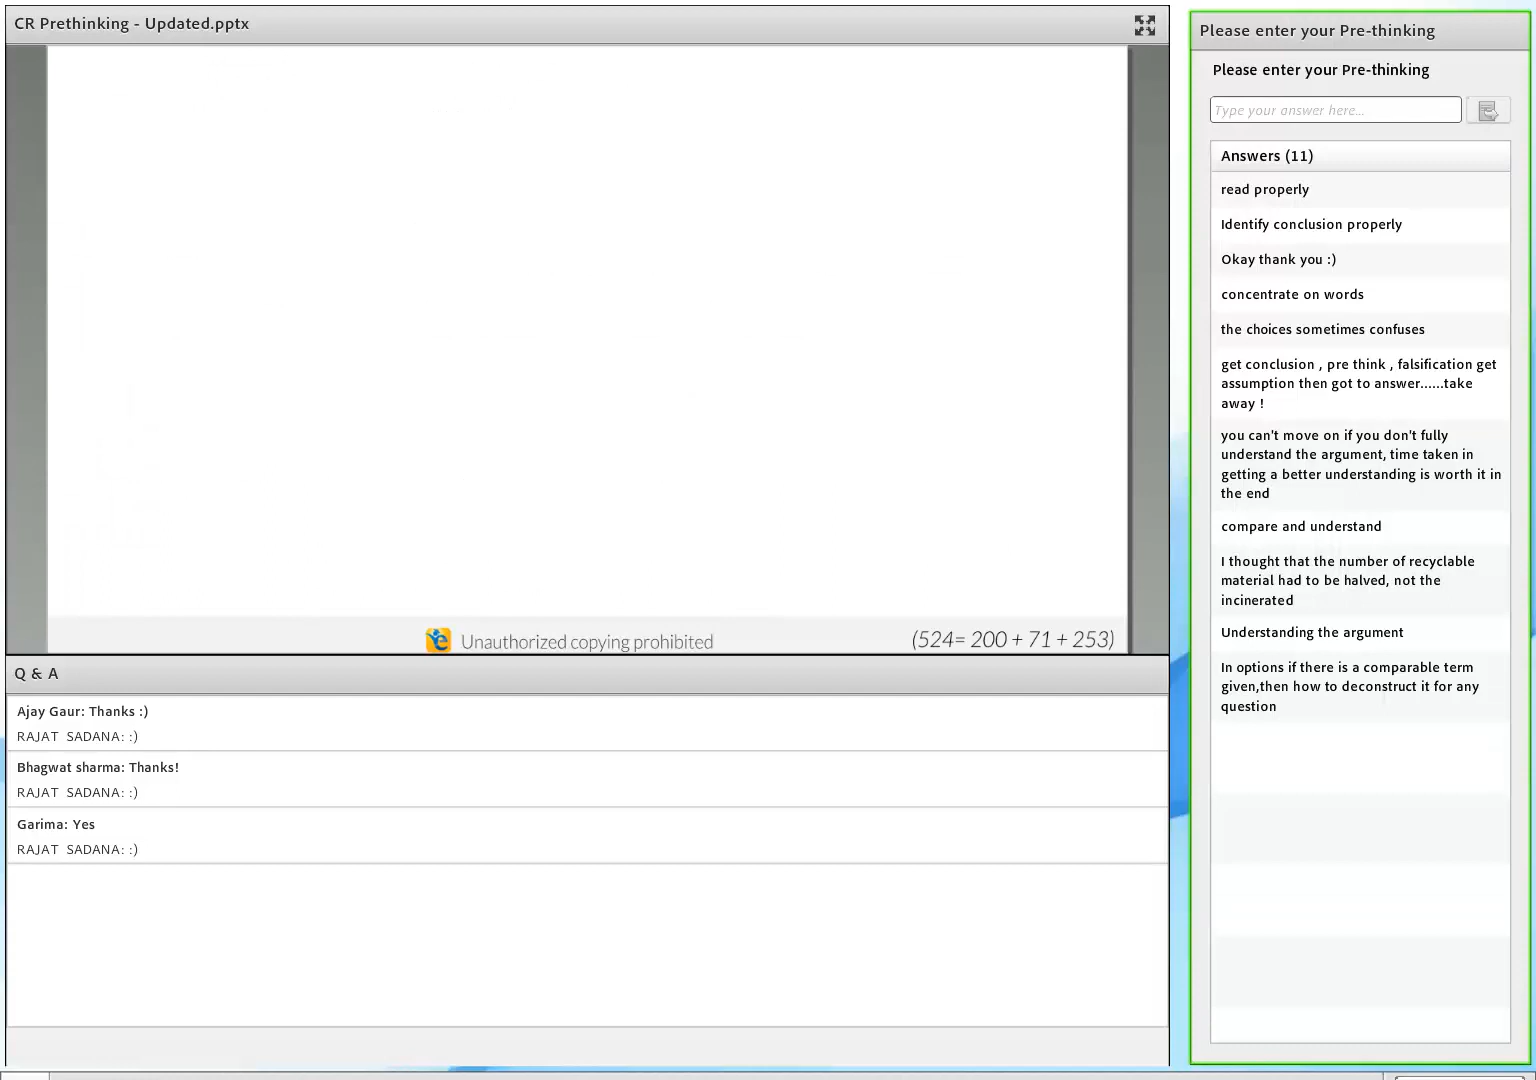 CR Prethinking - Updated.pptx
Unauthorized copying prohibited
(524= 200 + 71 + 253)
Q & A
Ajay Gaur: Thanks :)
RAJAT SADANA: :)
Bhagwat sharma: Thanks!
RAJAT SADANA: :)
Garima: Yes
RAJAT SADANA: :)
Please enter your Pre-thinking
Please enter your Pre-thinking
Type your answer here...
Answers (11)
read properly
Identify conclusion properly
Okay thank you :)
concentrate on words
the choices sometimes confuses
get conclusion , pre think , falsification get
assumption then got to answer......take
away !
you can't move on if you don't fully
understand the argument, time taken in
getting a better understanding is worth it in
the end
compare and understand
I thought that the number of recyclable
material had to be halved, not the
incinerated
Understanding the argument
In options if there is a comparable term
given,then how to deconstruct it for any
question